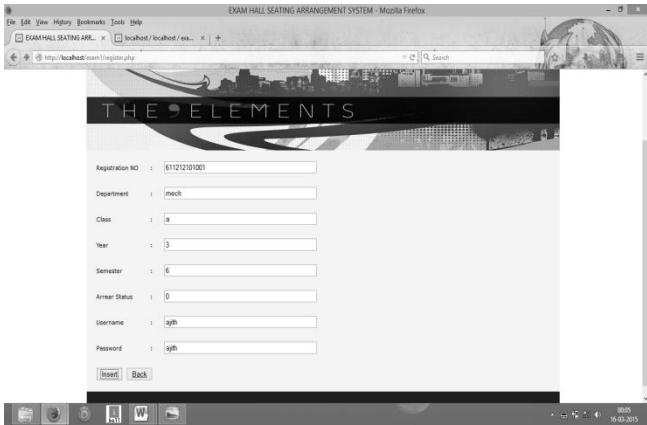 EXAM HALL SEATING ARRANGEMENT SYSTEM - Mozilla Firefox
File Edit View History Bookmarks Tools Help
EXAM HALL SEATING ARR... × localhost / localhost / exa... × +
http://localhost/exam1/register.php Search
THE ELEMENTS
Registration NO : 611212101001
Department : mech
Class : a
Year : 3
Semester : 6
Arrear Status : 0
Username : ajith
Password : ajith
Insert Back
00:05
16-03-2015